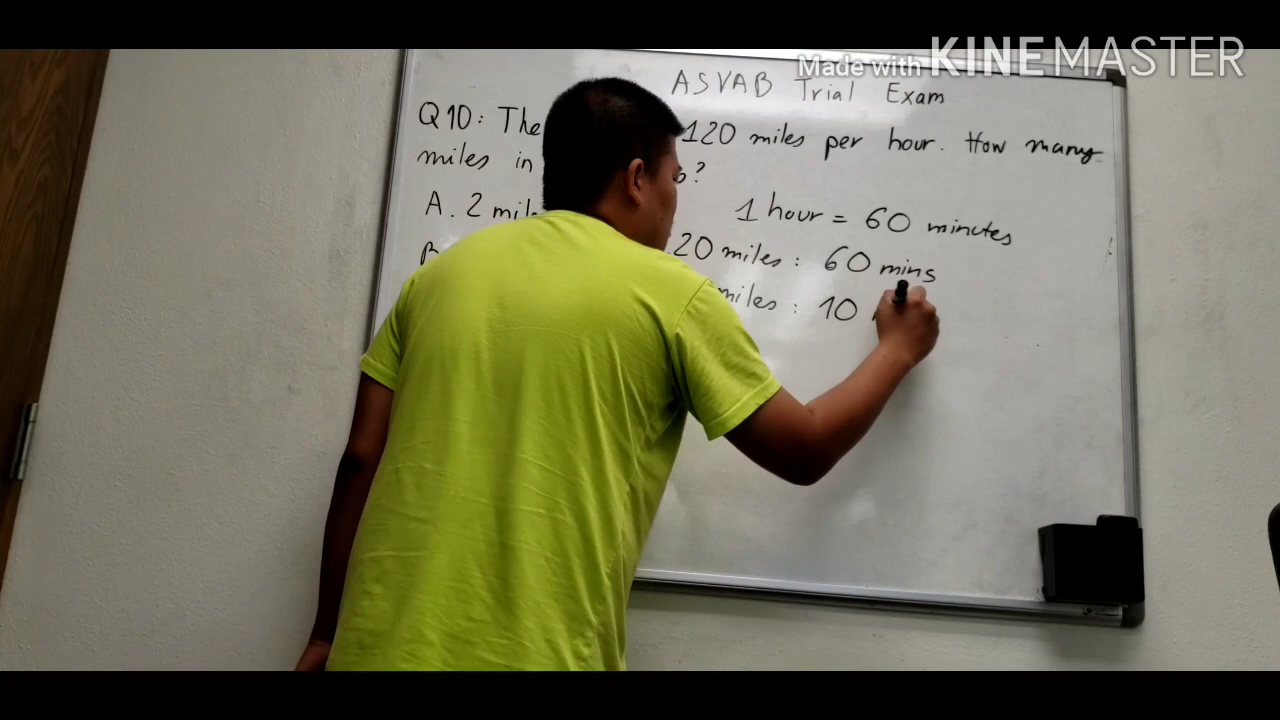 Made with KINEMASTER
ASVAB Trial Exam
Q10: The 120 miles per hour. How many
miles in ?
A. 2
1 hour = 60 minutes
20 miles : 60 mins
miles : 10